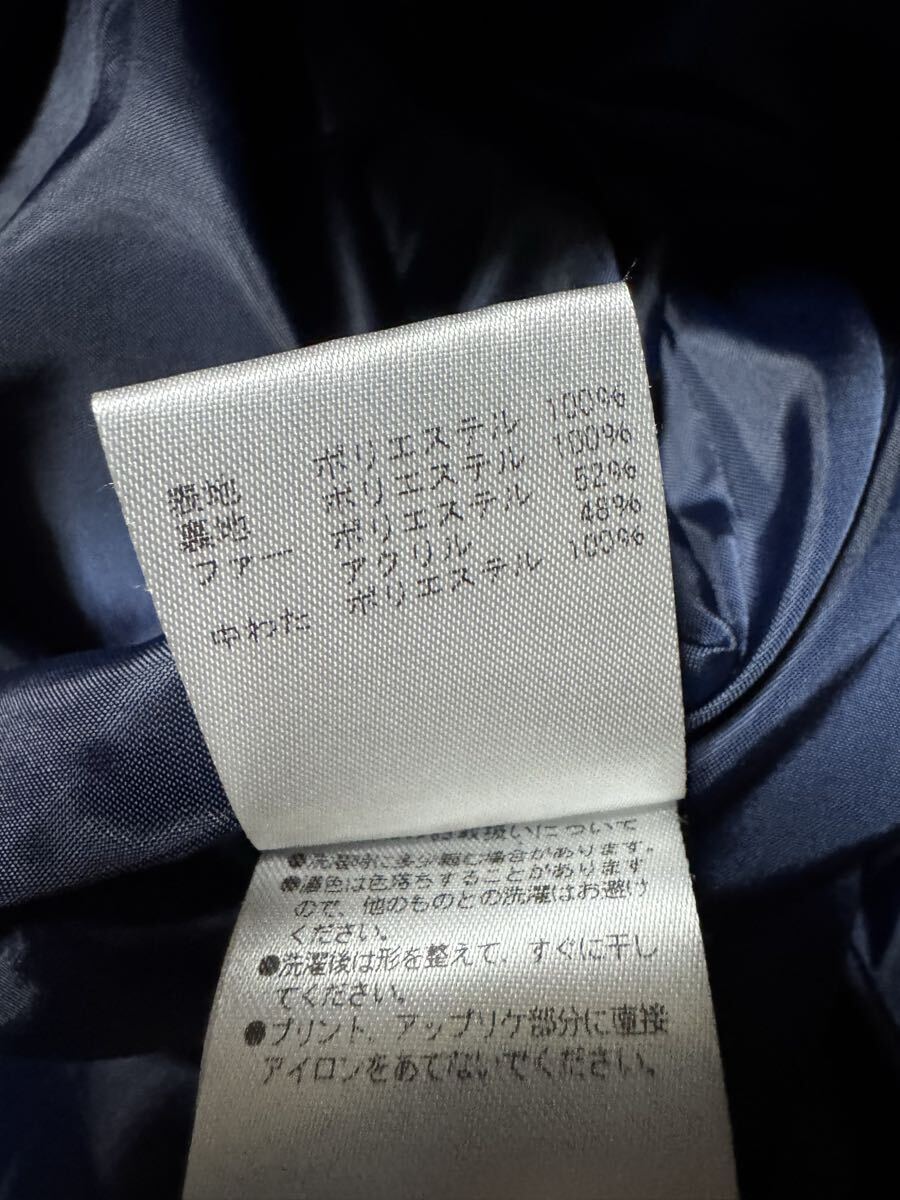 表地 ポリエステル 100%
裏地 ポリエステル 100%
ファー ポリエステル 52%
アクリル 48%
中わた ポリエステル 100%
取扱いについて
●洗濯時に多少縮む場合があります。
●濃色は色落ちすることがあります
ので、他のものとの洗濯はお避け
ください。
●洗濯後は形を整えて、すぐに干し
てください。
●プリント、アップリケ部分に直接
アイロンをあてないでください。